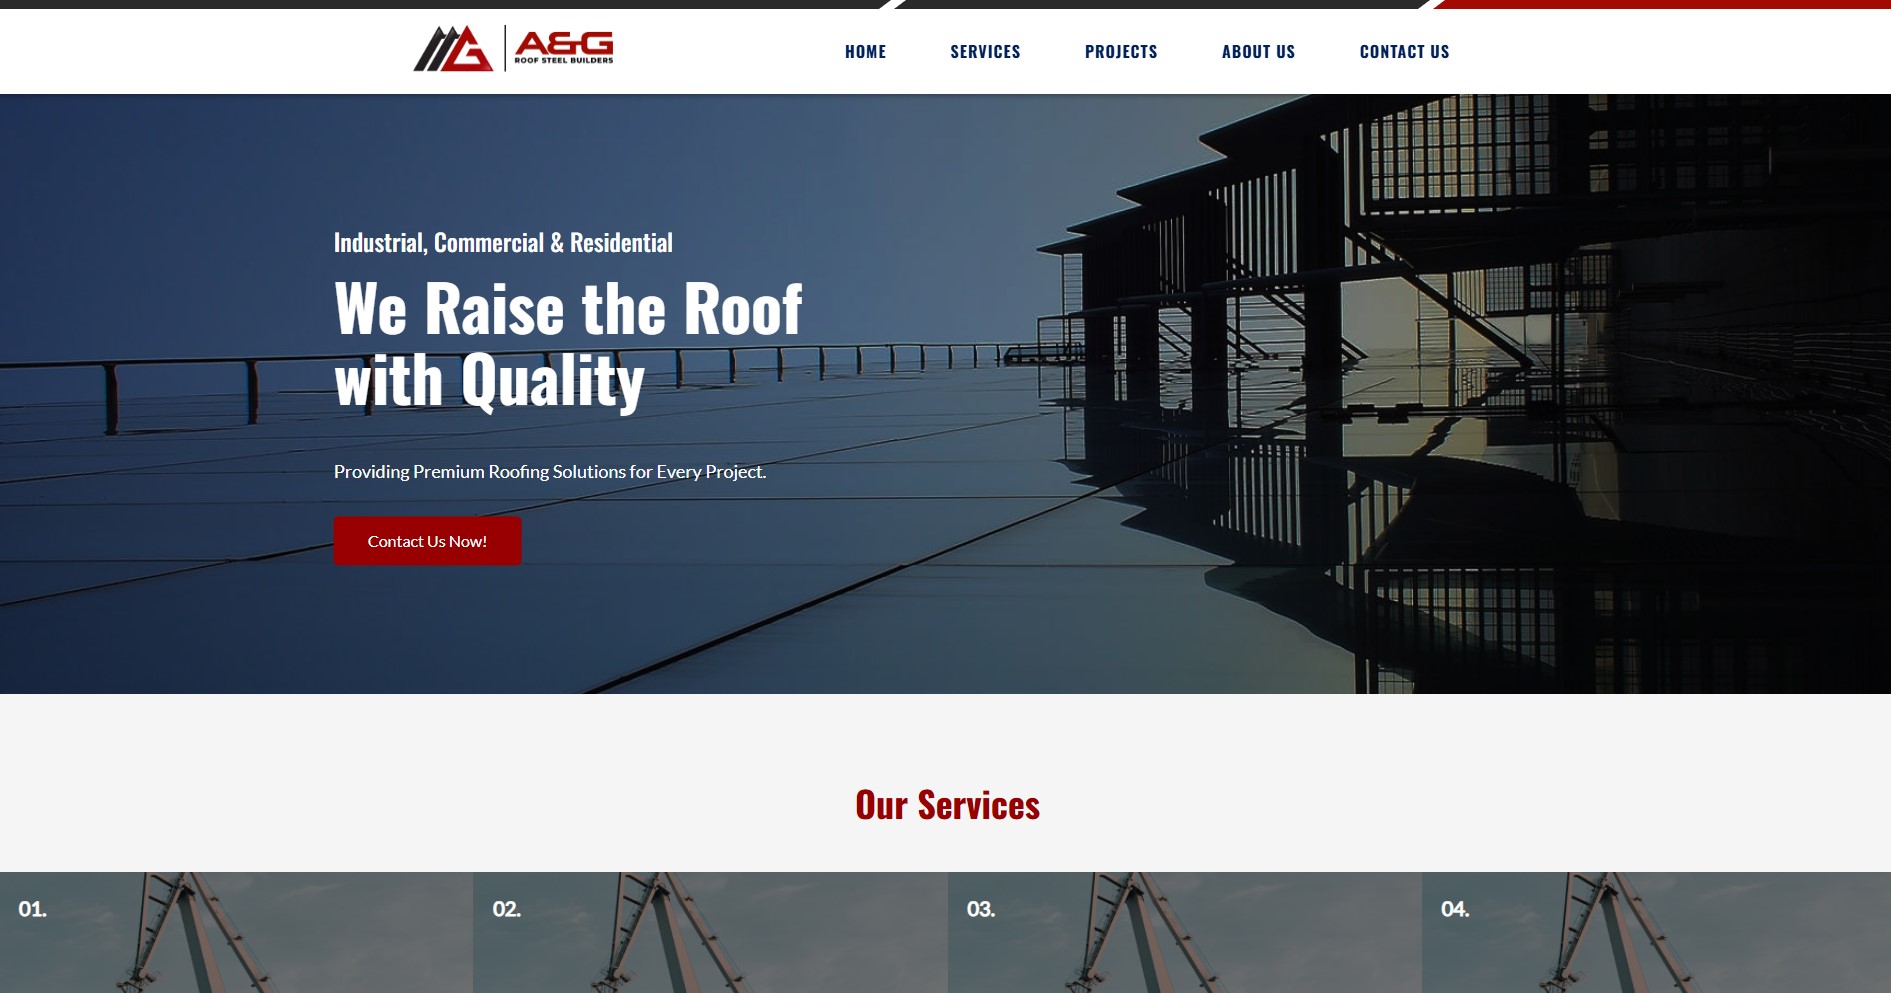 A&G
ROOF STEEL BUILDERS
HOME
SERVICES
PROJECTS
ABOUT US
CONTACT US
Industrial, Commercial & Residential
We Raise the Roof
with Quality
Providing Premium Roofing Solutions for Every Project.
Contact Us Now!
Our Services
01.
02.
03.
04.